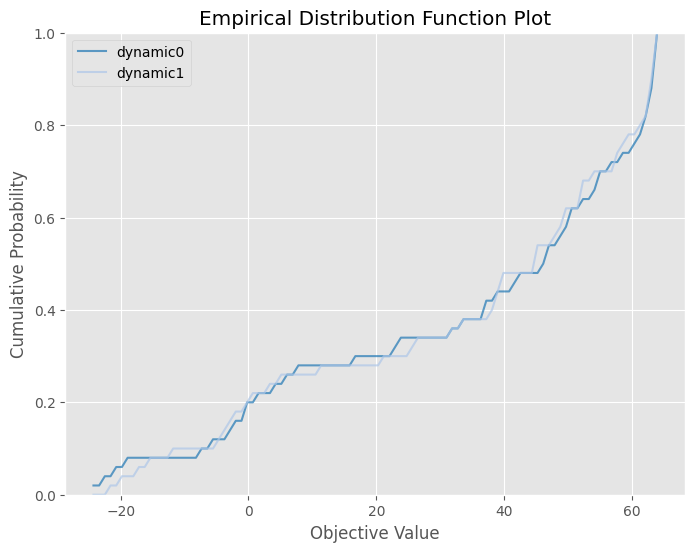 Empirical Distribution Function Plot
dynamic0
dynamic1
1.0
0.8
0.6
0.4
0.2
0.0
Cumulative Probability
−20
0
20
40
60
Objective Value